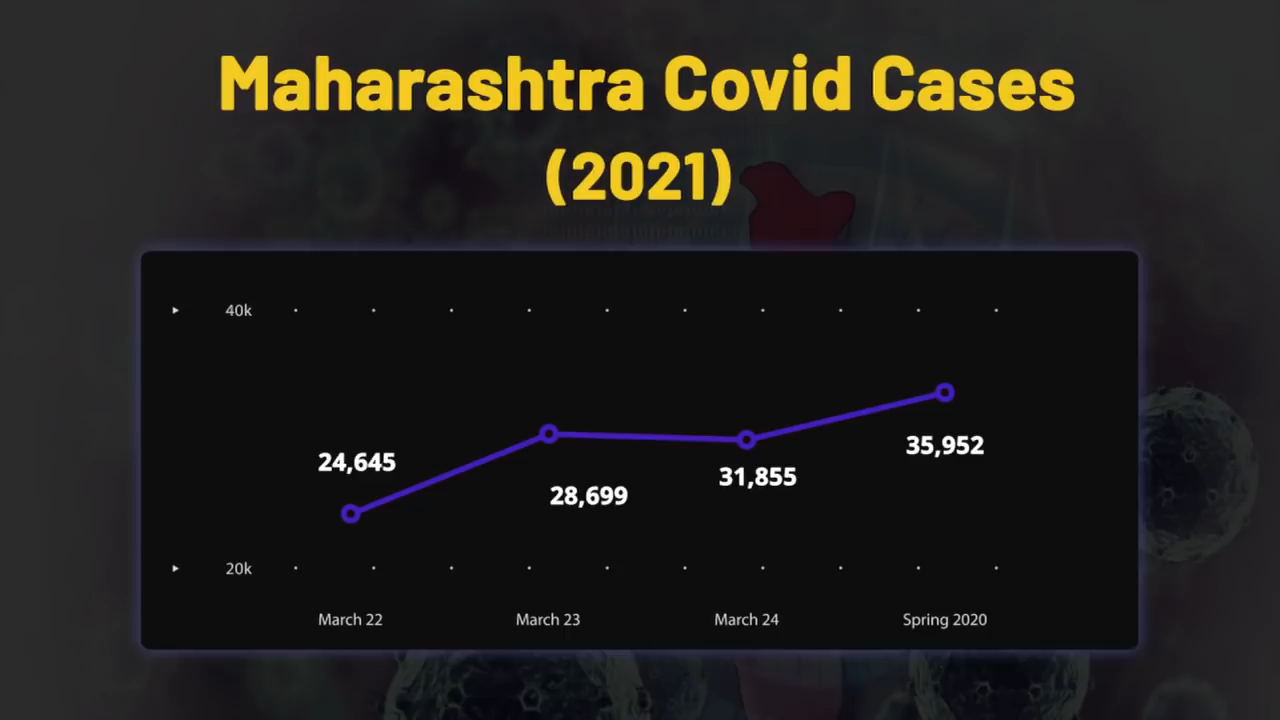 Maharashtra Covid Cases
(2021)
40k
24,645
28,699
31,855
35,952
20k
March 22
March 23
March 24
Spring 2020